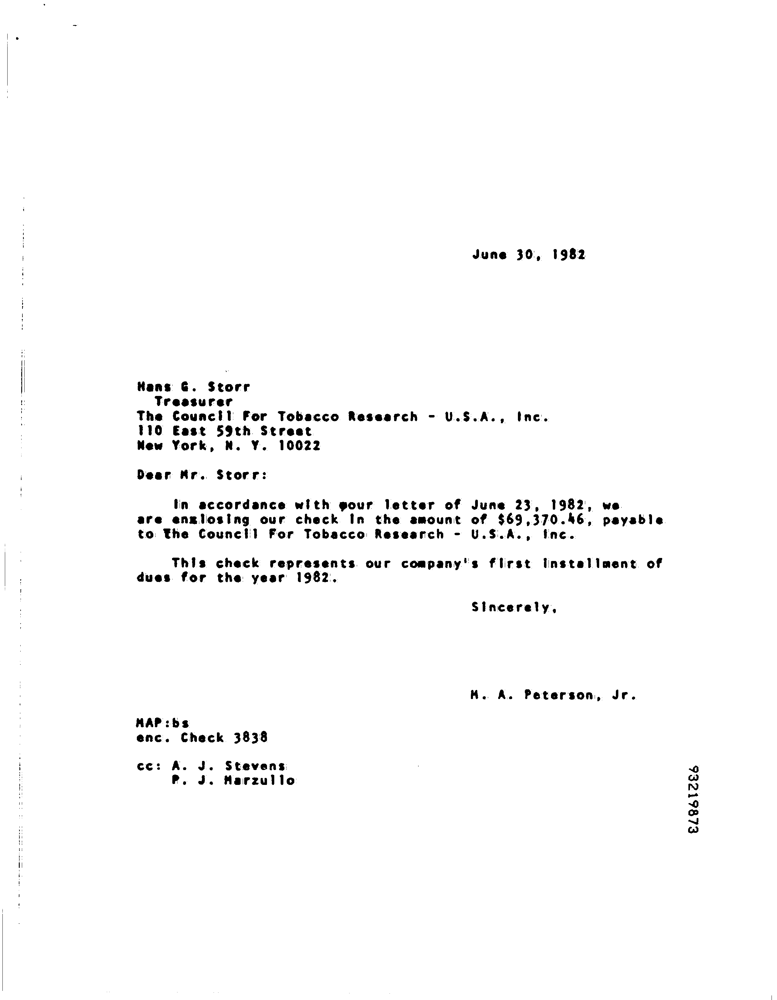 June 30, 1982
Hans G. Storr
Treasurer
The Council For Tobacco Research - U.S.A., Inc.
110 East 59th Street
New York, N. Y. 10022
Dear Mr. Storr:
In accordance with your letter of June 23, 1982, we
are enxlosing our check in the amount of $69,370.46, payable
to The Council For Tobacco Research - U.S.A., Inc.
This check represents our company's first installment of
dues for the year 1982.
Sincerely,
M. A. Peterson, Jr.
MAP:bs
enc. Check 3838
cc: A. J. Stevens
P. J. Marzullo
93219873